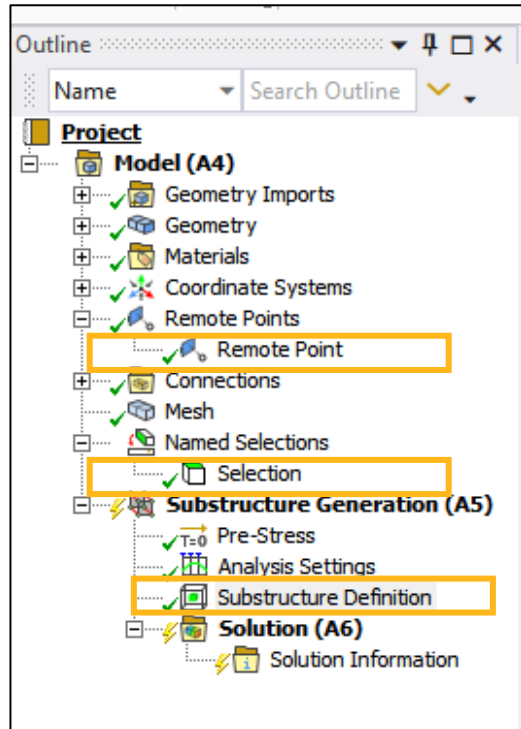 Outline
Name Search Outline
Project
Model (A4)
Geometry Imports
Geometry
Materials
Coordinate Systems
Remote Points
Remote Point
Connections
Mesh
Named Selections
Selection
Substructure Generation (A5)
T=0 Pre-Stress
Analysis Settings
Substructure Definition
Solution (A6)
i Solution Information